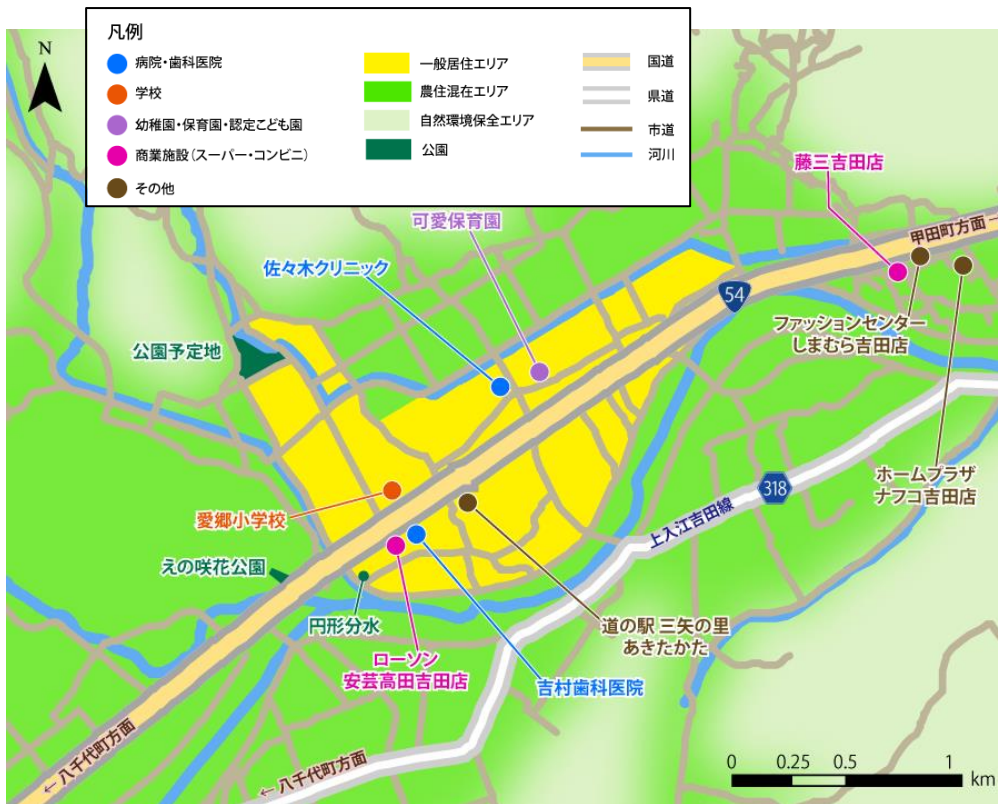 凡例
病院・歯科医院
学校
幼稚園・保育園・認定こども園
商業施設(スーパー・コンビニ)
その他
一般居住エリア
農住混在エリア
自然環境保全エリア
公園
国道
県道
市道
河川
N
藤三吉田店
可愛保育園
甲田町方面→
佐々木クリニック
54
ファッションセンター
しまむら吉田店
公園予定地
ホームプラザ
ナフコ吉田店
318
愛郷小学校
上入江吉田線
えの咲花公園
円形分水
道の駅 三矢の里
あきたかた
ローソン
安芸高田吉田店
吉村歯科医院
←八千代町方面
←八千代町方面
0 0.25 0.5 1
km